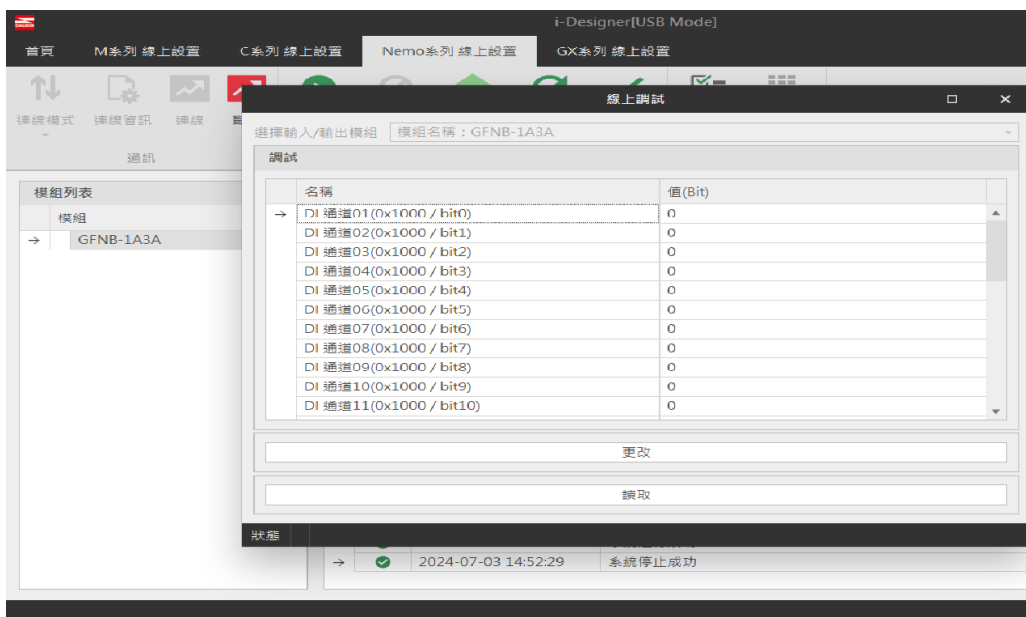 DAUDIN
i-Designer[USB Mode]
首頁 M系列 線上設置 C系列 線上設置 Nemo系列 線上設置 GX系列 線上設置
連線模式 連線資訊 連線
通訊
線上調試
選擇輸入/輸出模組 模組名稱：GFNB-1A3A
調試
模組列表
模組
GFNB-1A3A
名稱 值(Bit)
DI 通道01(0x1000 / bit0) 0
DI 通道02(0x1000 / bit1) 0
DI 通道03(0x1000 / bit2) 0
DI 通道04(0x1000 / bit3) 0
DI 通道05(0x1000 / bit4) 0
DI 通道06(0x1000 / bit5) 0
DI 通道07(0x1000 / bit6) 0
DI 通道08(0x1000 / bit7) 0
DI 通道09(0x1000 / bit8) 0
DI 通道10(0x1000 / bit9) 0
DI 通道11(0x1000 / bit10) 0
更改
讀取
狀態
2024-07-03 14:52:29 系統停止成功